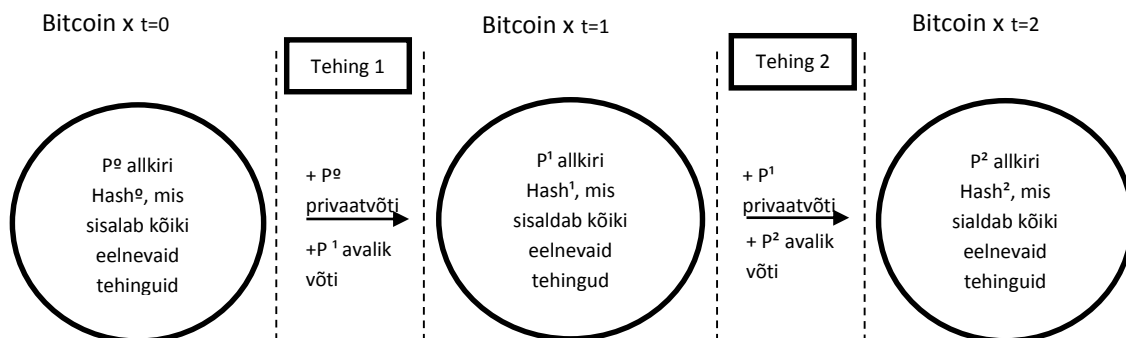 Bitcoin x t=0
Bitcoin x t=1
Bitcoin x t=2
Tehing 1
Tehing 2
Pº allkiri
Hashº, mis
sisalab kõiki
eelnevaid
tehinguid
+ Pº
privaatvõti
+P ¹ avalik
võti
P¹ allkiri
Hash¹, mis
sisaldab kõiki
eelnevaid
tehingud
+ P¹
privaatvõti
+ P² avalik
võti
P² allkiri
Hash², mis
sialdab kõiki
eelnevaid
tehinguid